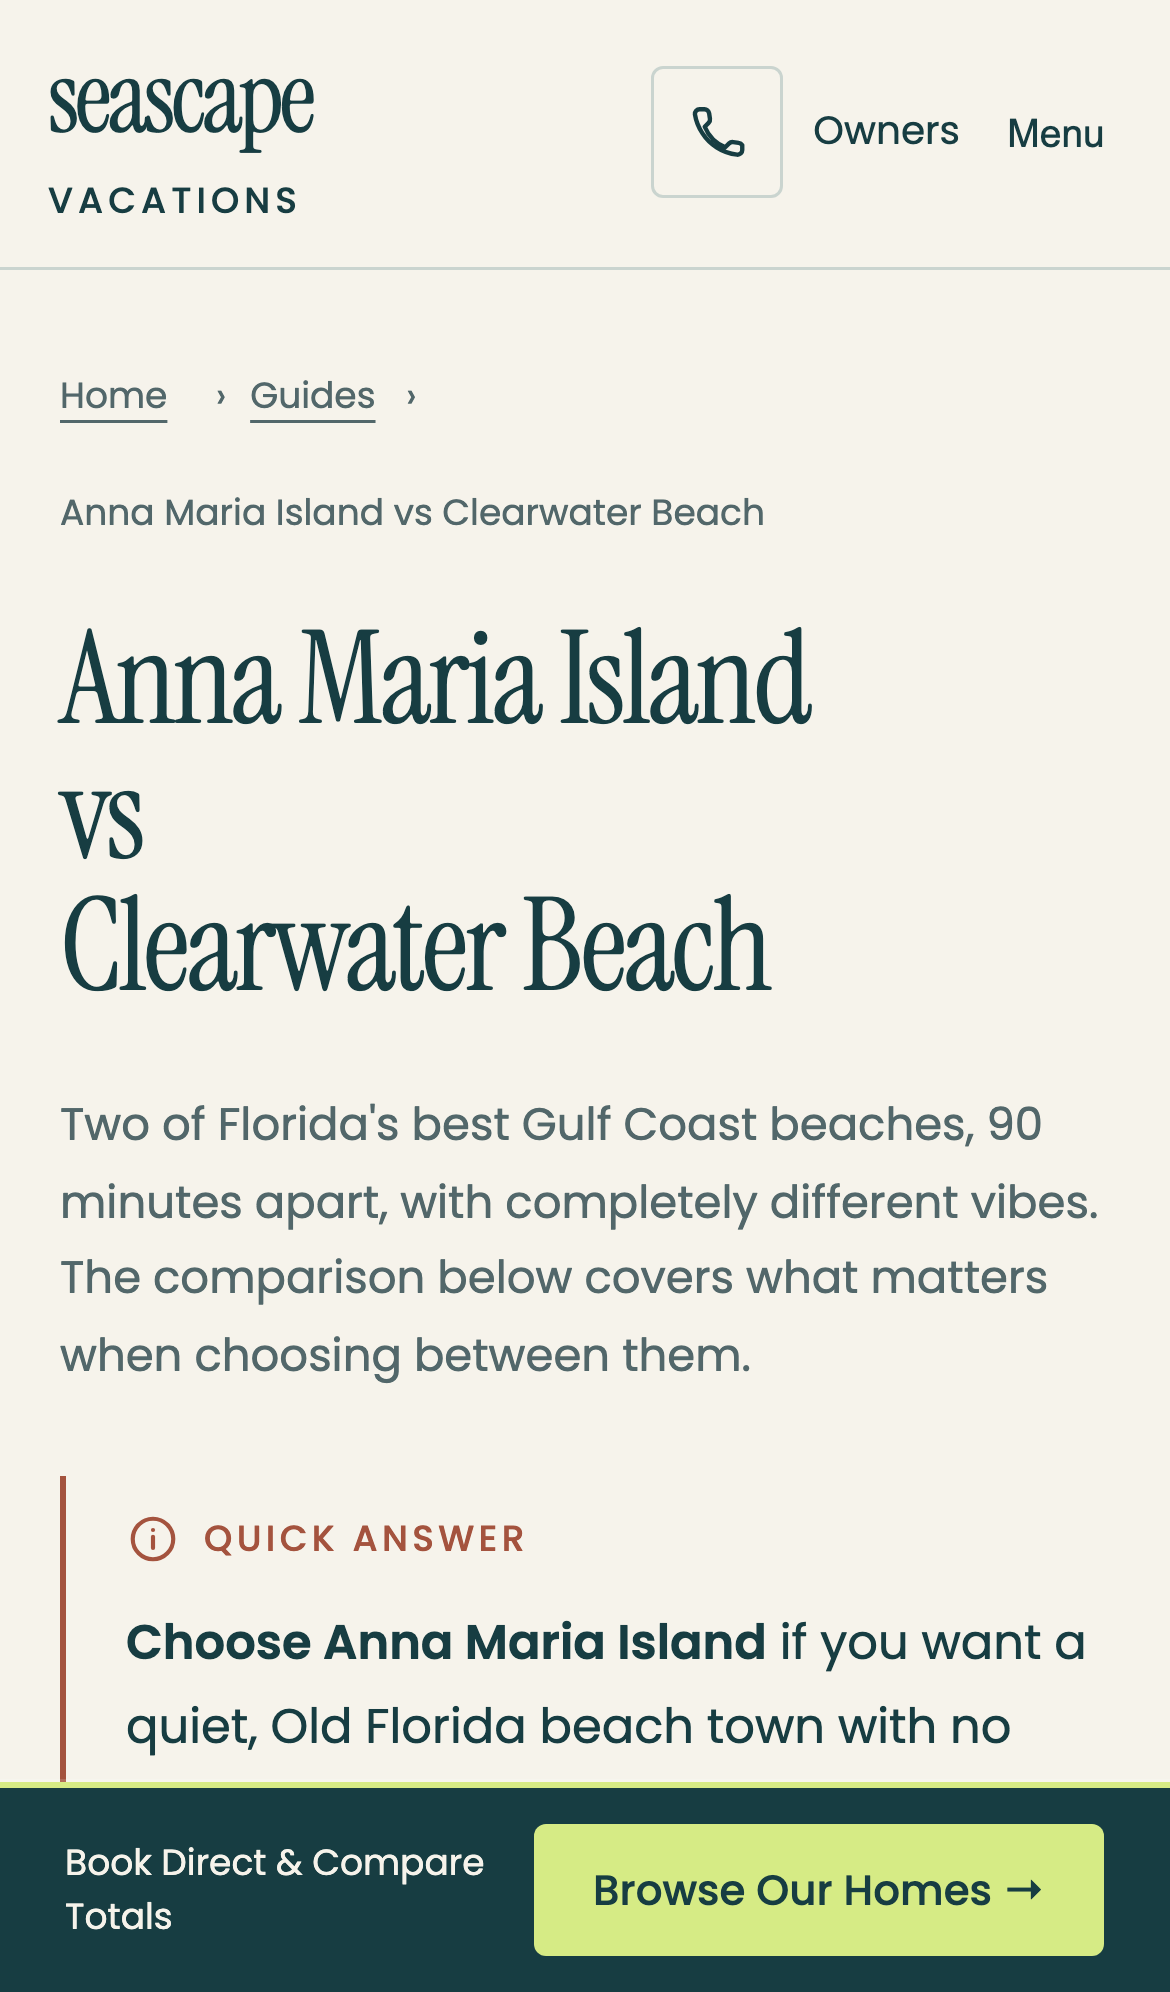 seascape
VACATIONS
Owners
Menu
Home › Guides ›
Anna Maria Island vs Clearwater Beach
Anna Maria Island
vs
Clearwater Beach
Two of Florida's best Gulf Coast beaches, 90
minutes apart, with completely different vibes.
The comparison below covers what matters
when choosing between them.
QUICK ANSWER
Choose Anna Maria Island if you want a
quiet, Old Florida beach town with no
Book Direct & Compare
Totals
Browse Our Homes →